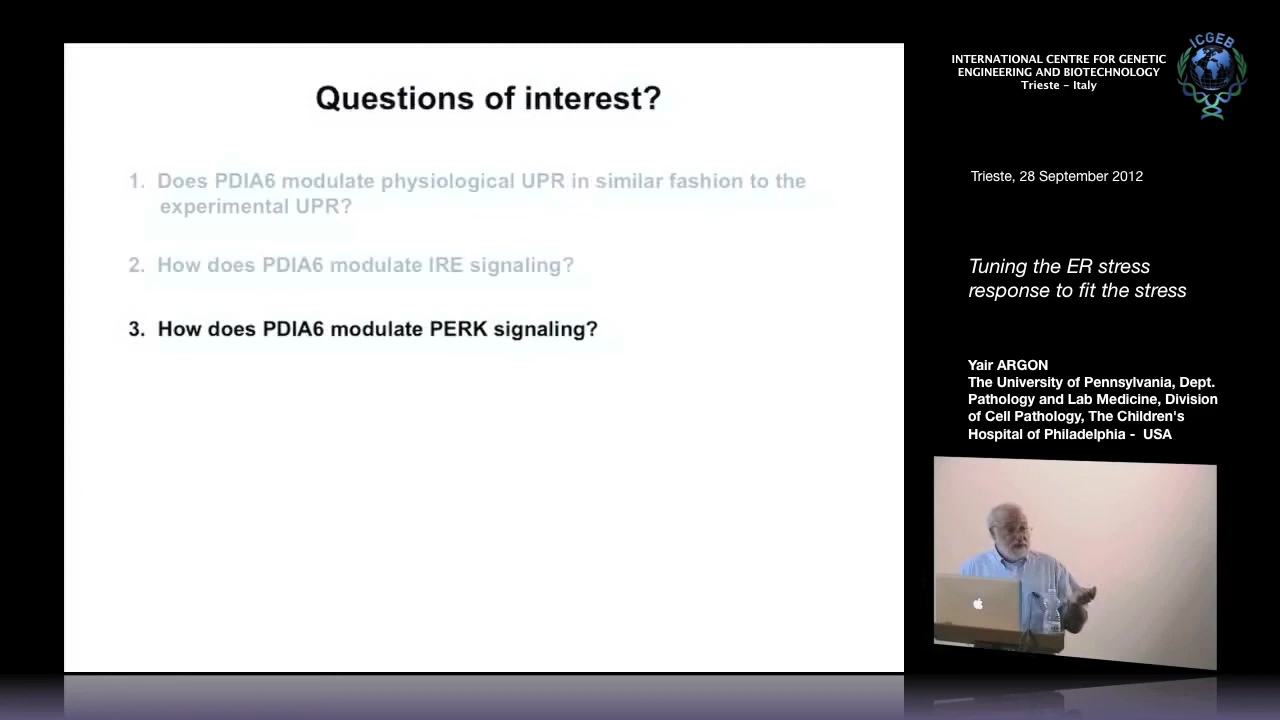 Questions of interest?
1. Does PDIA6 modulate physiological UPR in similar fashion to the
experimental UPR?
2. How does PDIA6 modulate IRE signaling?
3. How does PDIA6 modulate PERK signaling?
INTERNATIONAL CENTRE FOR GENETIC
ENGINEERING AND BIOTECHNOLOGY
Trieste - Italy
ICGEB
Trieste, 28 September 2012
Tuning the ER stress
response to fit the stress
Yair ARGON
The University of Pennsylvania, Dept.
Pathology and Lab Medicine, Division
of Cell Pathology, The Children's
Hospital of Philadelphia - USA